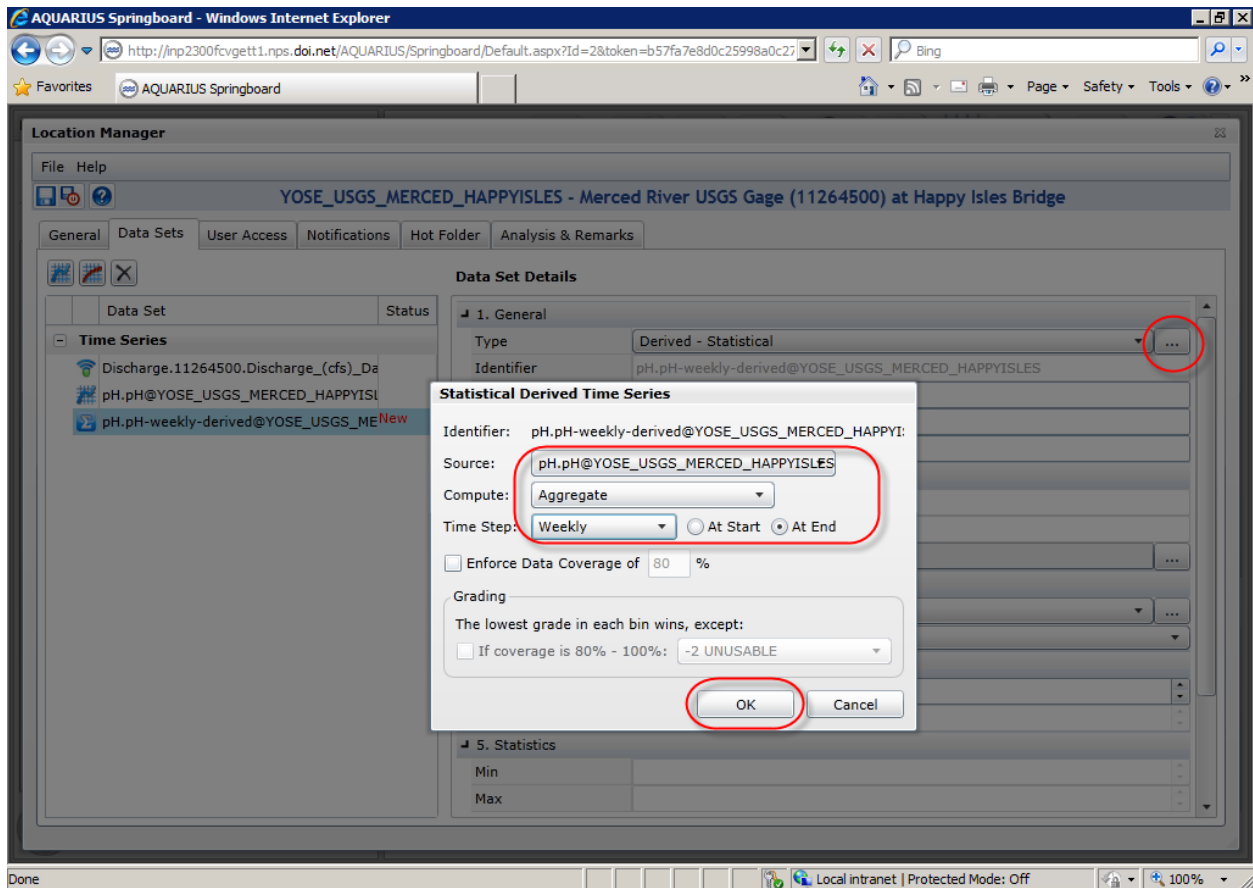 AQUARIUS Springboard - Windows Internet Explorer
http://inp2300fcvgett1.nps.doi.net/AQUARIUS/Springboard/Default.aspx?Id=2&token=b57fa7e8d0c25998a0c27
Bing
Favorites
AQUARIUS Springboard
Page
Safety
Tools
Location Manager
File Help
YOSE_USGS_MERCED_HAPPYISLES - Merced River USGS Gage (11264500) at Happy Isles Bridge
General
Data Sets
User Access
Notifications
Hot Folder
Analysis & Remarks
Data Set Details
Data Set
Status
1. General
Time Series
Type
Derived - Statistical
...
Discharge.11264500.Discharge_(cfs)_Da
Identifier
pH.pH-weekly-derived@YOSE_USGS_MERCED_HAPPYISLES
pH.pH@YOSE_USGS_MERCED_HAPPYISL
pH.pH-weekly-derived@YOSE_USGS_ME
New
Statistical Derived Time Series
Identifier: pH.pH-weekly-derived@YOSE_USGS_MERCED_HAPPYI
Source: pH.pH@YOSE_USGS_MERCED_HAPPYISLES
Compute: Aggregate
Time Step: Weekly At Start At End
Enforce Data Coverage of 80 %
...
Grading
The lowest grade in each bin wins, except:
...
If coverage is 80% - 100%: -2 UNUSABLE
OK
Cancel
5. Statistics
Min
Max
Done
Local intranet | Protected Mode: Off
100%